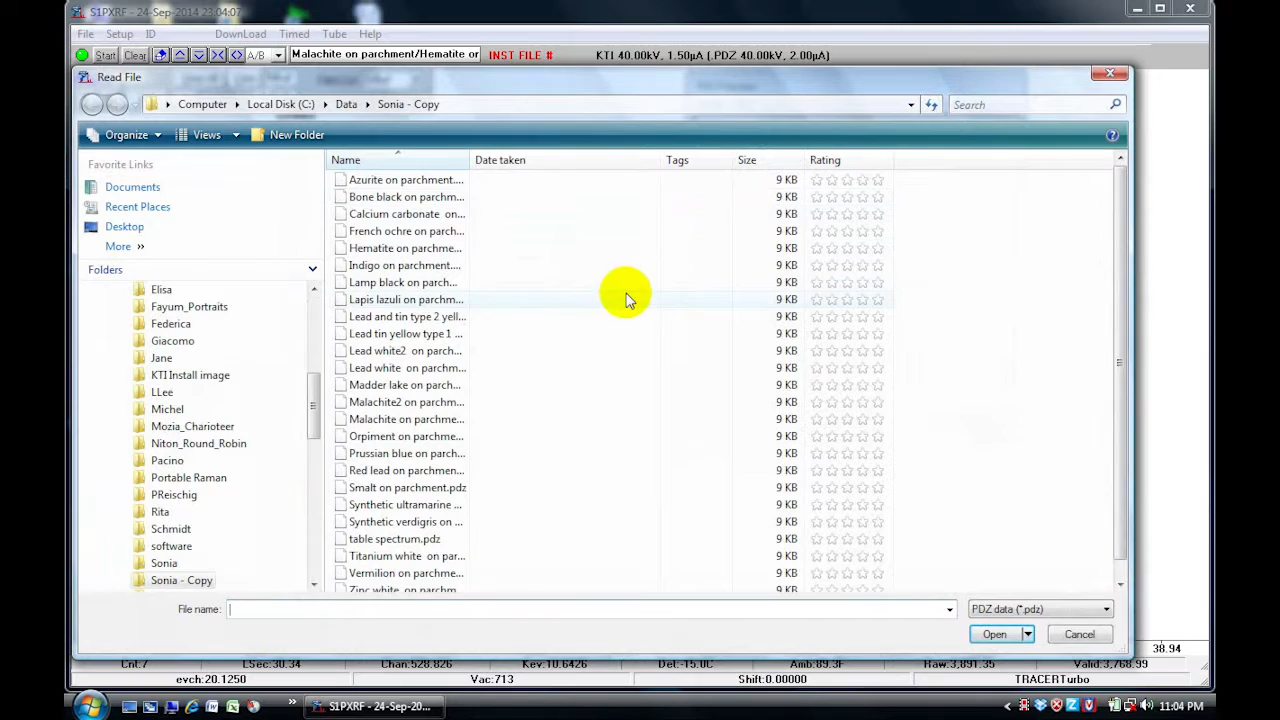 S1PXRF - 24-Sep-2014 23:04:07
File Setup ID DownLoad Timed Tube Help
Start Clear A/B Malachite on parchment/Hematite or INST FILE # KTI 40.00kV, 1.50µA (.PDZ 40.00kV, 2.00µA)
Read File
Computer Local Disk (C:) Data Sonia - Copy Search
Organize Views New Folder
Favorite Links
Documents
Recent Places
Desktop
More »
Folders
Elisa
Fayum_Portraits
Federica
Giacomo
Jane
KTI Install image
LLee
Michel
Mozia_Charioteer
Niton_Round_Robin
Pacino
Portable Raman
PReischig
Rita
Schmidt
software
Sonia
Sonia - Copy
Name Date taken Tags Size Rating
Azurite on parchment.... 9 KB
Bone black on parchm... 9 KB
Calcium carbonate on... 9 KB
French ochre on parch... 9 KB
Hematite on parchme... 9 KB
Indigo on parchment.... 9 KB
Lamp black on parch... 9 KB
Lapis lazuli on parchm... 9 KB
Lead and tin type 2 yell... 9 KB
Lead tin yellow type1 ... 9 KB
Lead white2 on parch... 9 KB
Lead white on parchm... 9 KB
Madder lake on parch... 9 KB
Malachite2 on parchm... 9 KB
Malachite on parchme... 9 KB
Orpiment on parchme... 9 KB
Prussian blue on parch... 9 KB
Red lead on parchmen... 9 KB
Smalt on parchment.pdz 9 KB
Synthetic ultramarine ... 9 KB
Synthetic verdigris on ... 9 KB
table spectrum.pdz 9 KB
Titanium white on par... 9 KB
Vermilion on parchme... 9 KB
Zinc white on parchm... 9 KB
File name: PDZ data (*.pdz)
Open Cancel
38.94
Cnt:7 LSec:30.34 Chan:528.826 Kev:10.6426 Det:-15.0C Amb:89.3F Raw:3,891.35 Valid:3,768.99
evch:20.1250 Vac:713 Shift:0.00000 TRACERTurbo
S1PXRF - 24-Sep-20... 11:04 PM